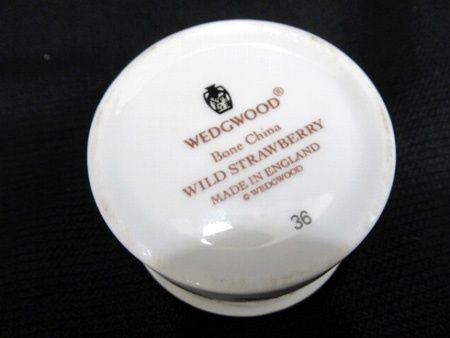 WEDGWOOD®
Bone China
WILD STRAWBERRY
MADE IN ENGLAND
© WEDGWOOD
36